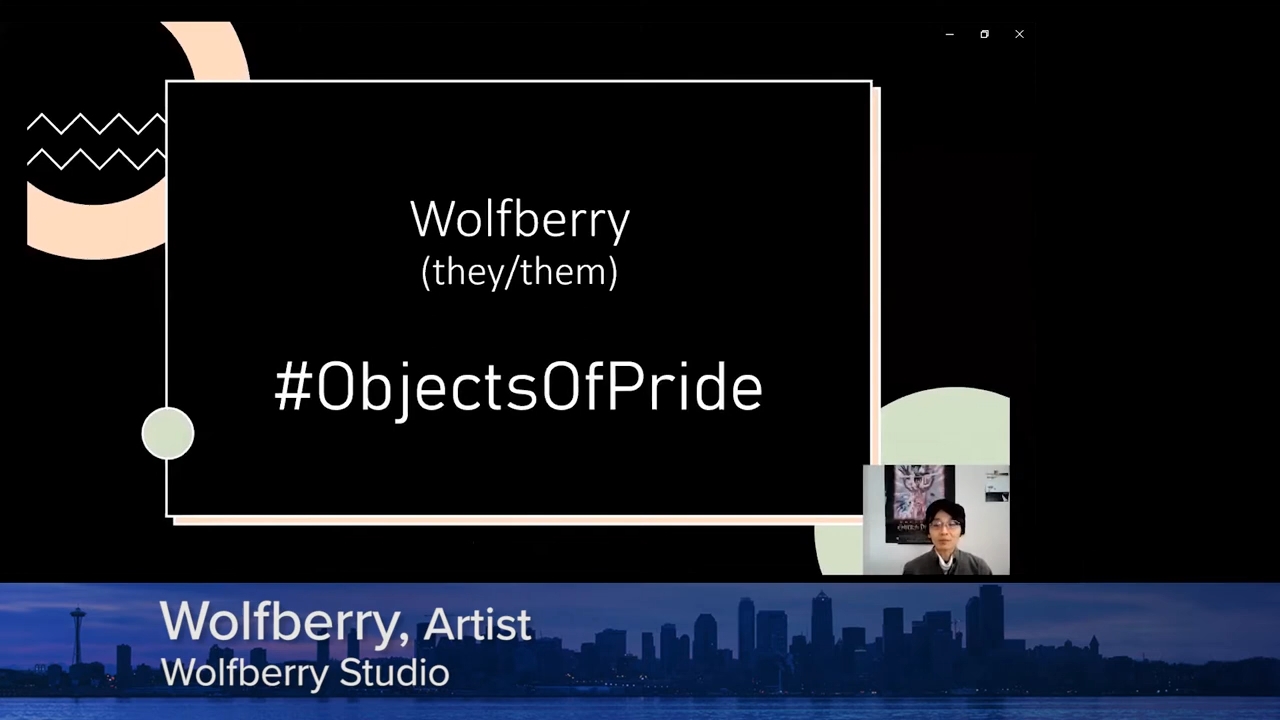 Wolfberry
(they/them)
#ObjectsOfPride
Wolfberry, Artist
Wolfberry Studio